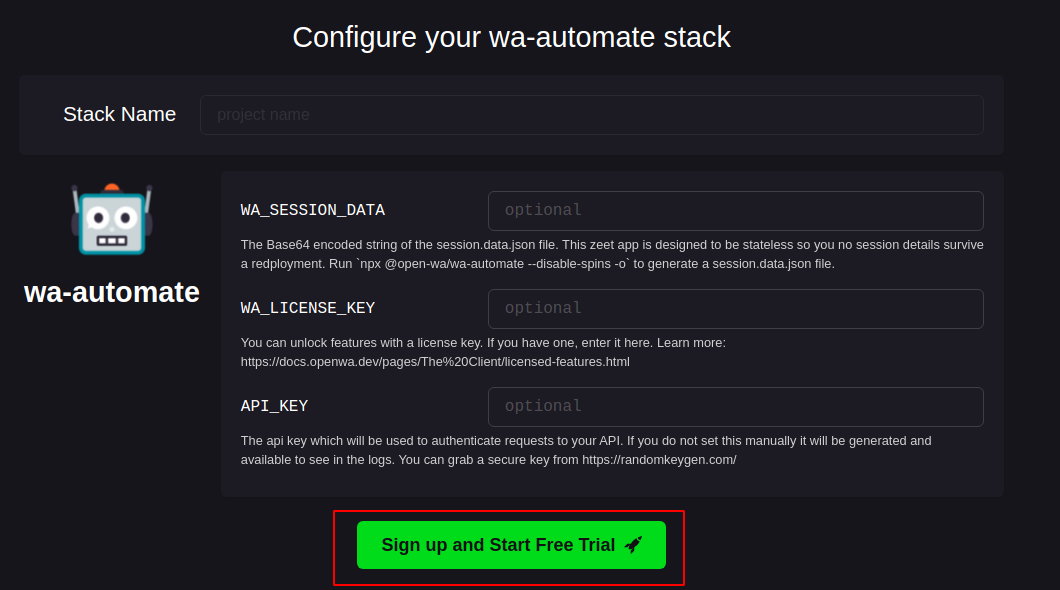 Configure your wa-automate stack
Stack Name
project name
wa-automate
WA_SESSION_DATA
optional
The Base64 encoded string of the session.data.json file. This zeet app is designed to be stateless so you no session details survive
a redployment. Run `npx @open-wa/wa-automate --disable-spins -o` to generate a session.data.json file.
WA_LICENSE_KEY
optional
You can unlock features with a license key. If you have one, enter it here. Learn more:
https://docs.openwa.dev/pages/The%20Client/licensed-features.html
API_KEY
optional
The api key which will be used to authenticate requests to your API. If you do not set this manually it will be generated and
available to see in the logs. You can grab a secure key from https://randomkeygen.com/
Sign up and Start Free Trial